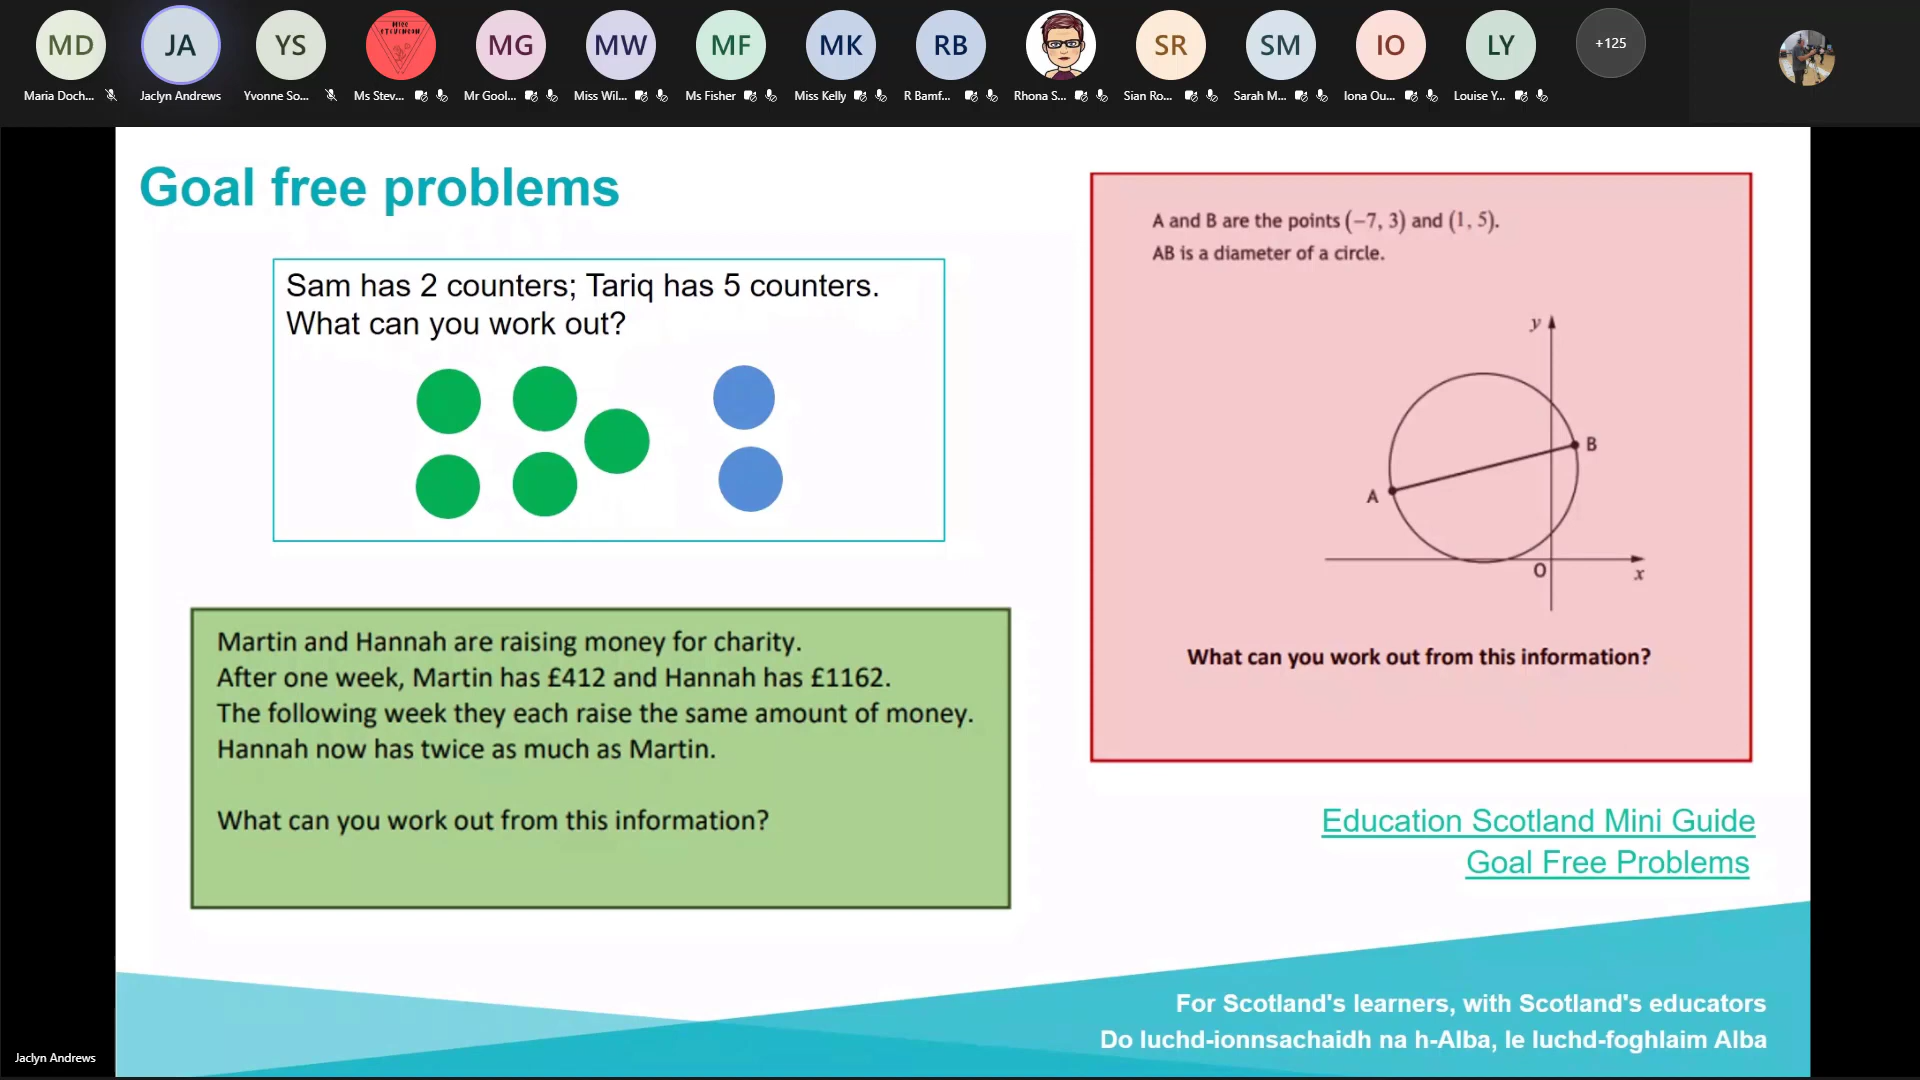 MD
JA
YS
MISS
STEVENSON
MG
MW
MF
MK
RB
SR
SM
IO
LY
+125
Maria Doch...
Jaclyn Andrews
Yvonne So...
Ms Stev...
Mr Gool...
Miss Wil...
Ms Fisher
Miss Kelly
R Bamf...
Rhona S...
Sian Ro...
Sarah M...
Iona Ou...
Louise Y...
Goal free problems
Sam has 2 counters; Tariq has 5 counters.
What can you work out?
Martin and Hannah are raising money for charity.
After one week, Martin has £412 and Hannah has £1162.
The following week they each raise the same amount of money.
Hannah now has twice as much as Martin.
What can you work out from this information?
A and B are the points (−7, 3) and (1, 5).
AB is a diameter of a circle.
y
B
A
O
x
What can you work out from this information?
Education Scotland Mini Guide
Goal Free Problems
For Scotland's learners, with Scotland's educators
Do luchd-ionnsachaidh na h-Alba, le luchd-foghlaim Alba
Jaclyn Andrews